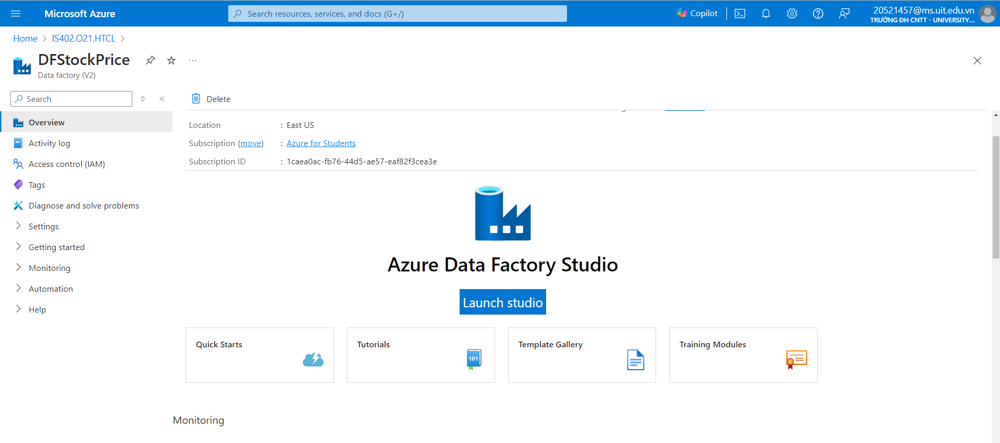 Microsoft Azure
Search resources, services, and docs (G+/)
Copilot
20521457@ms.uit.edu.vn
TRƯỜNG ĐH CNTT - UNIVERSITY...
Home > IS402.O21.HTCL >
DFStockPrice
Data factory (V2)
Search
Delete
Overview
Activity log
Access control (IAM)
Tags
Diagnose and solve problems
Settings
Getting started
Monitoring
Automation
Help
Location : East US
Subscription (move) : Azure for Students
Subscription ID : 1caea0ac-fb76-44d5-ae57-eaf82f3cea3e
Azure Data Factory Studio
Launch studio
Quick Starts
Tutorials
101
Template Gallery
Training Modules
Monitoring